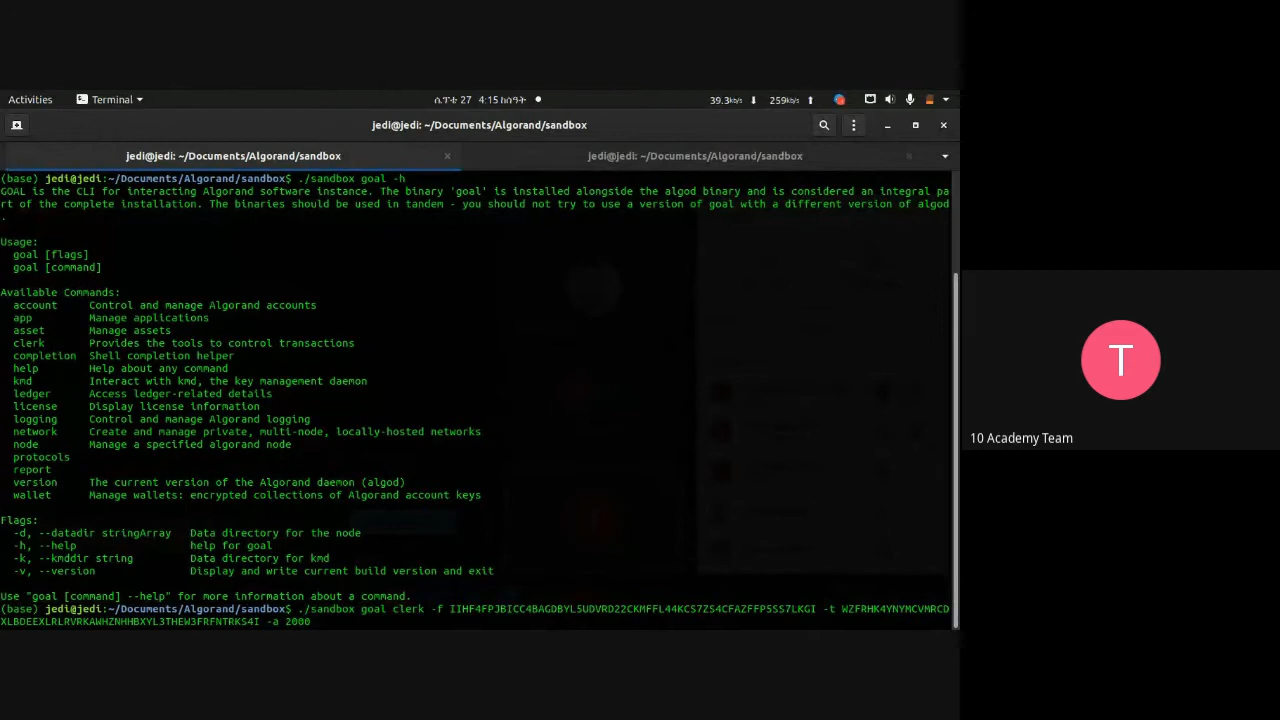 Activities
Terminal
ሴፕቴ 27 4:15 ከሰዓት
39.3kb/s
259kb/s
jedi@jedi: ~/Documents/Algorand/sandbox
jedi@jedi: ~/Documents/Algorand/sandbox
jedi@jedi: ~/Documents/Algorand/sandbox
(base) jedi@jedi:~/Documents/Algorand/sandbox$ ./sandbox goal -h
GOAL is the CLI for interacting Algorand software instance. The binary 'goal' is installed alongside the algod binary and is considered an integral pa
rt of the complete installation. The binaries should be used in tandem - you should not try to use a version of goal with a different version of algod
.
Usage:
goal [flags]
goal [command]
Available Commands:
account Control and manage Algorand accounts
app Manage applications
asset Manage assets
clerk Provides the tools to control transactions
completion Shell completion helper
help Help about any command
kmd Interact with kmd, the key management daemon
ledger Access ledger-related details
license Display license information
logging Control and manage Algorand logging
network Create and manage private, multi-node, locally-hosted networks
node Manage a specified algorand node
protocols
report
version The current version of the Algorand daemon (algod)
wallet Manage wallets: encrypted collections of Algorand account keys
Flags:
-d, --datadir stringArray Data directory for the node
-h, --help help for goal
-k, --kmddir string Data directory for kmd
-v, --version Display and write current build version and exit
Use "goal [command] --help" for more information about a command.
(base) jedi@jedi:~/Documents/Algorand/sandbox$ ./sandbox goal clerk -f IIHF4FPJBICC4BAGDBYL5UDVRD22CKMFFL44KCS7ZS4CFAZFFPSSS7LKGI -t WZFRHK4YNYMCVMRCD
XLBDEEXLRLRVRKAWHZNHHBXYL3THEW3FRFNTRKS4I -a 2000
T
10 Academy Team